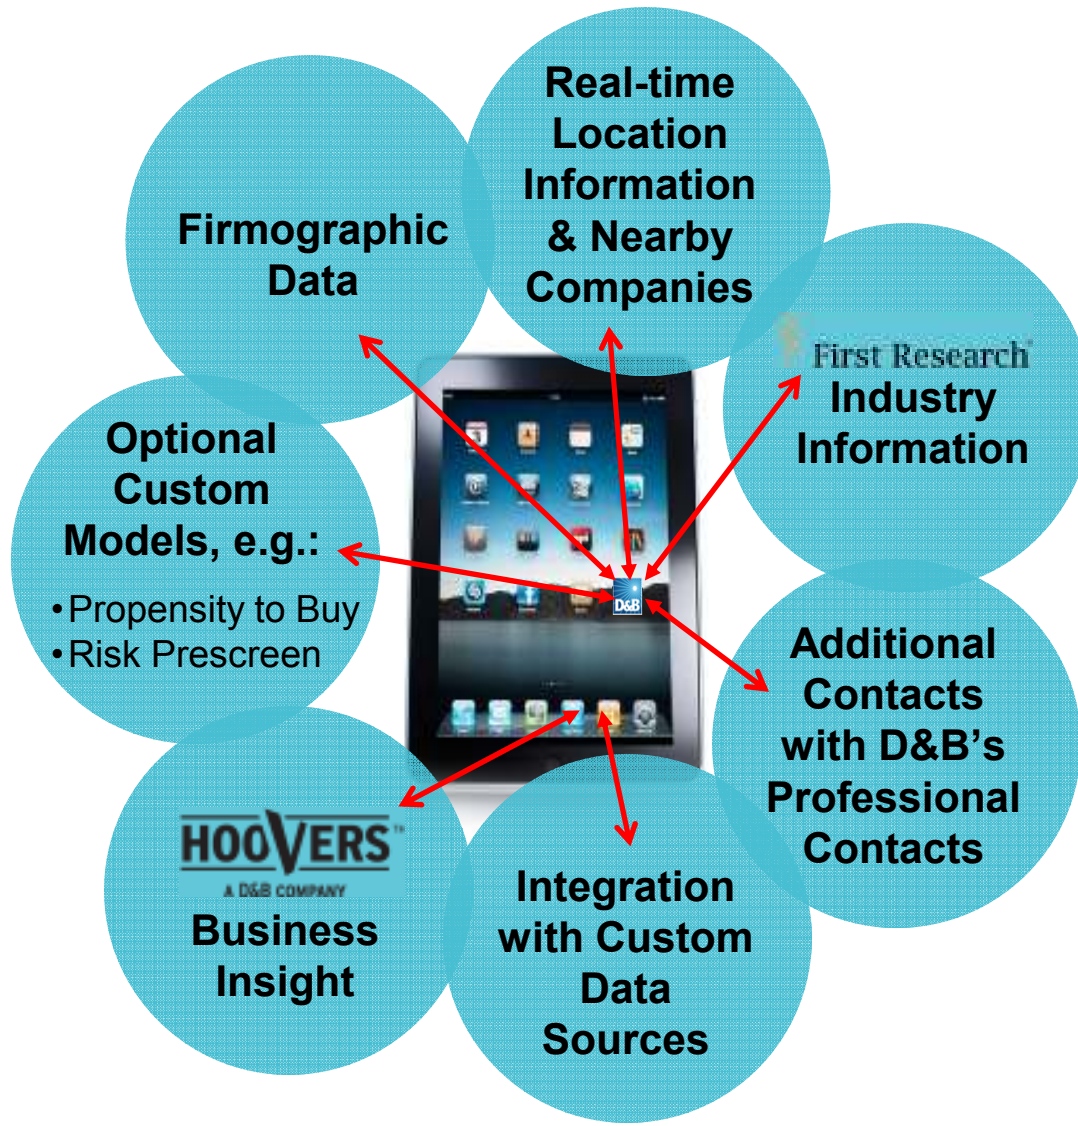 Real-time
Location
Information
& Nearby
Companies
Firmographic
Data
First Research
Industry
Information
Optional
Custom
Models, e.g.:
•Propensity to Buy
•Risk Prescreen
D&B
Additional
Contacts
with D&B's
Professional
Contacts
HOOVERS™
A D&B COMPANY
Business
Insight
Integration
with Custom
Data
Sources